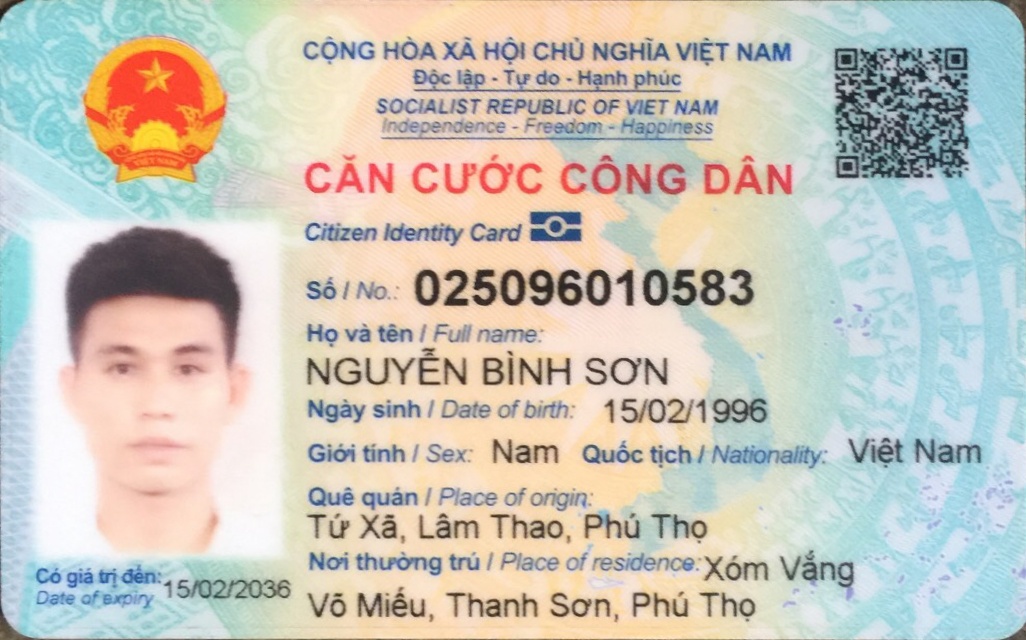 CỘNG HÒA XÃ HỘI CHỦ NGHĨA VIỆT NAM
Độc lập - Tự do - Hạnh phúc
SOCIALIST REPUBLIC OF VIET NAM
Independence - Freedom - Happiness
CĂN CƯỚC CÔNG DÂN
Citizen Identity Card
VIỆT NAM
Số / No.: 025096010583
Họ và tên / Full name:
NGUYỄN BÌNH SƠN
Ngày sinh / Date of birth: 15/02/1996
Giới tính / Sex: Nam Quốc tịch / Nationality: Việt Nam
Quê quán / Place of origin:
Tứ Xã, Lâm Thao, Phú Thọ
Nơi thường trú / Place of residence: Xóm Vắng
Võ Miếu, Thanh Sơn, Phú Thọ
Có giá trị đến: 15/02/2036
Date of expiry